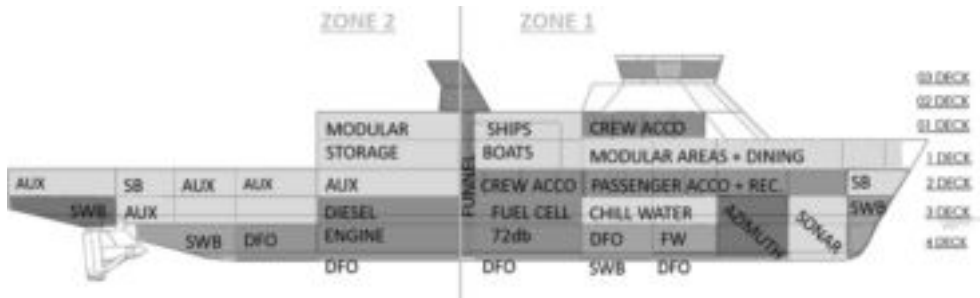 ZONE 2 ZONE 1
03 DECK
02 DECK
MODULAR SHIPS CREW ACCO 01 DECK
STORAGE BOATS MODULAR AREAS + DINING 1 DECK
FUNNEL
AUX SB AUX AUX AUX CREW ACCO PASSENGER ACCO + REC. SB 2 DECK
SWB AUX DIESEL FUEL CELL CHILL WATER AZIMUTH SONAR SWB 3 DECK
SWB DFO ENGINE 72db DFO FW 4 DECK
DFO DFO SWB DFO